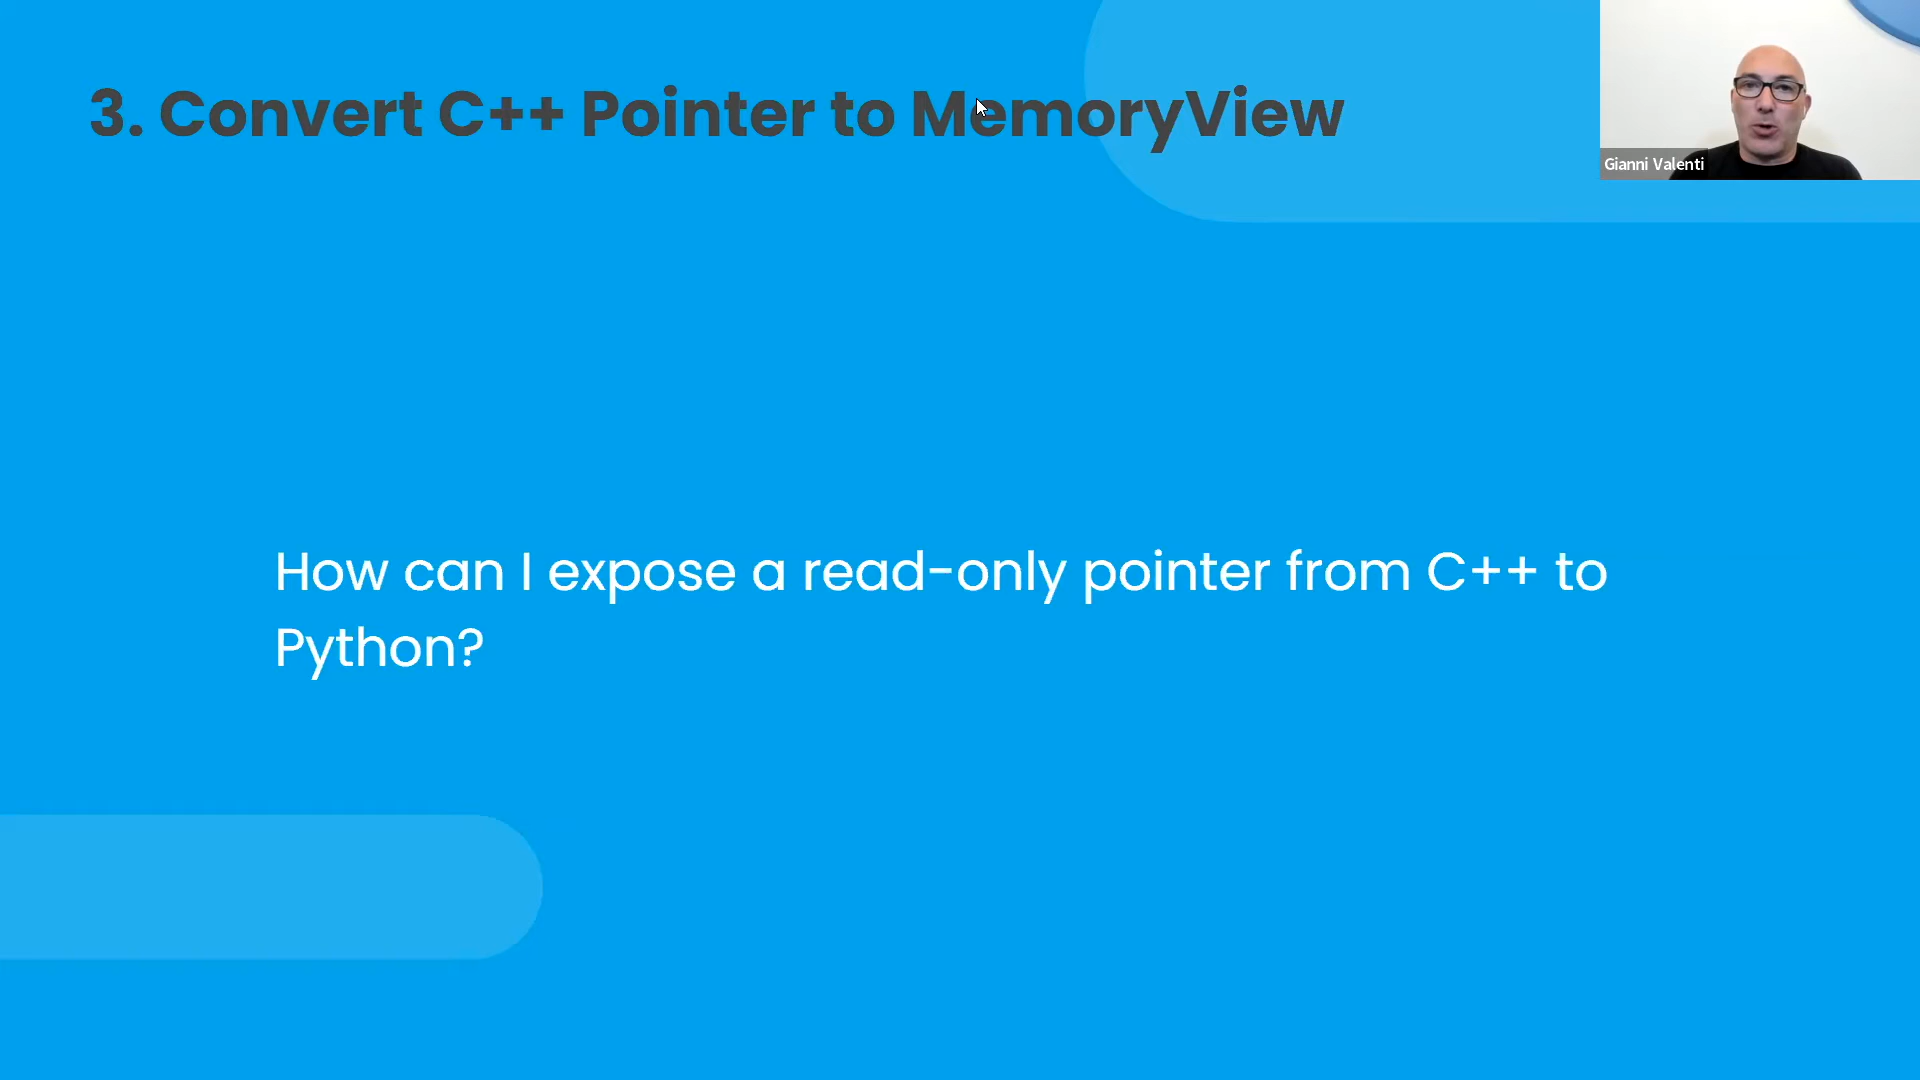 3. Convert C++ Pointer to MemoryView
Gianni Valenti
How can I expose a read-only pointer from C++ to
Python?